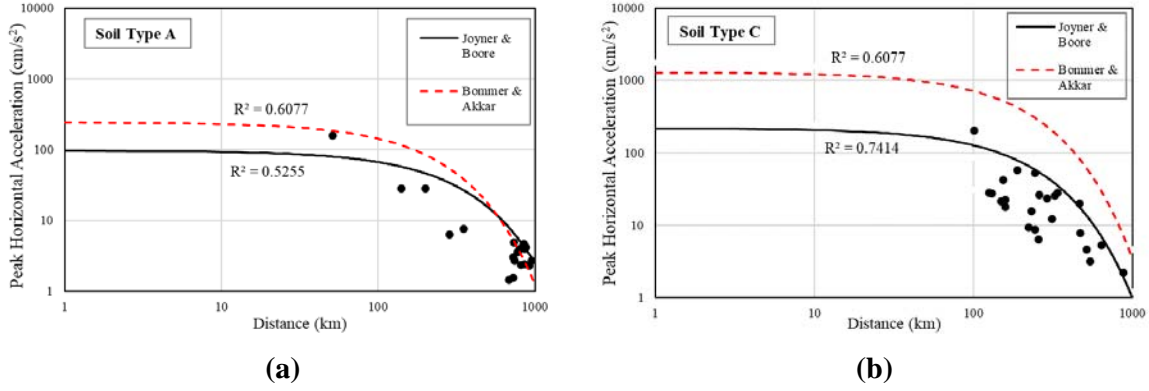 10000
Soil Type A
Joyner &
Boore
Bommer &
Akkar
1000
R² = 0.6077
100
R² = 0.5255
10
1
1
10
100
1000
Peak Horizontal Acceleration (cm/s²)
Distance (km)
(a)
10000
Soil Type C
Joyner &
Boore
Bommer &
Akkar
R² = 0.6077
1000
R² = 0.7414
100
10
1
1
10
100
1000
Peak Horizontal Acceleration (cm/s²)
Distance (km)
(b)